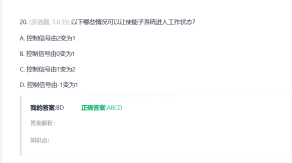 20. (多选题, 5.0 分) 以下哪些情况可以让使能子系统进入工作状态?
A. 控制信号由2变为1
B. 控制信号由0变为1
C. 控制信号由1变为2
D. 控制信号由-1变为1
我的答案:BD 正确答案:ABCD
答案解析:
知识点: